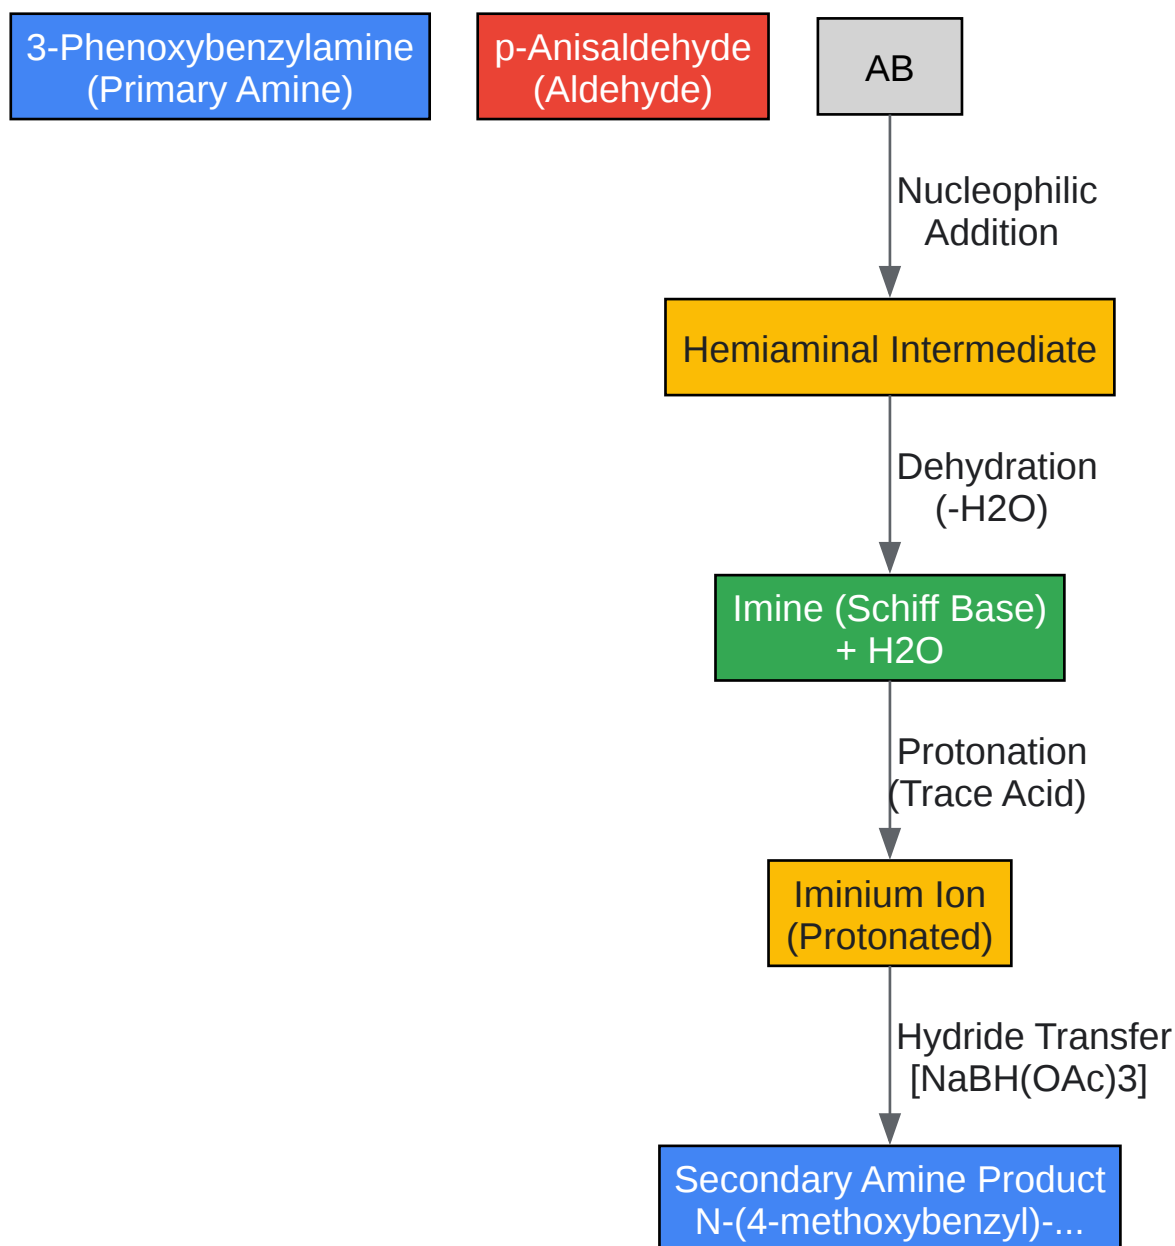 3-Phenoxybenzylamine
(Primary Amine)
p-Anisaldehyde
(Aldehyde)
AB
Nucleophilic
Addition
Hemiaminal Intermediate
Dehydration
(-H2O)
Imine (Schiff Base)
+ H2O
Protonation
(Trace Acid)
Iminium Ion
(Protonated)
Hydride Transfer
[NaBH(OAc)3]
Secondary Amine Product
N-(4-methoxybenzyl)-...